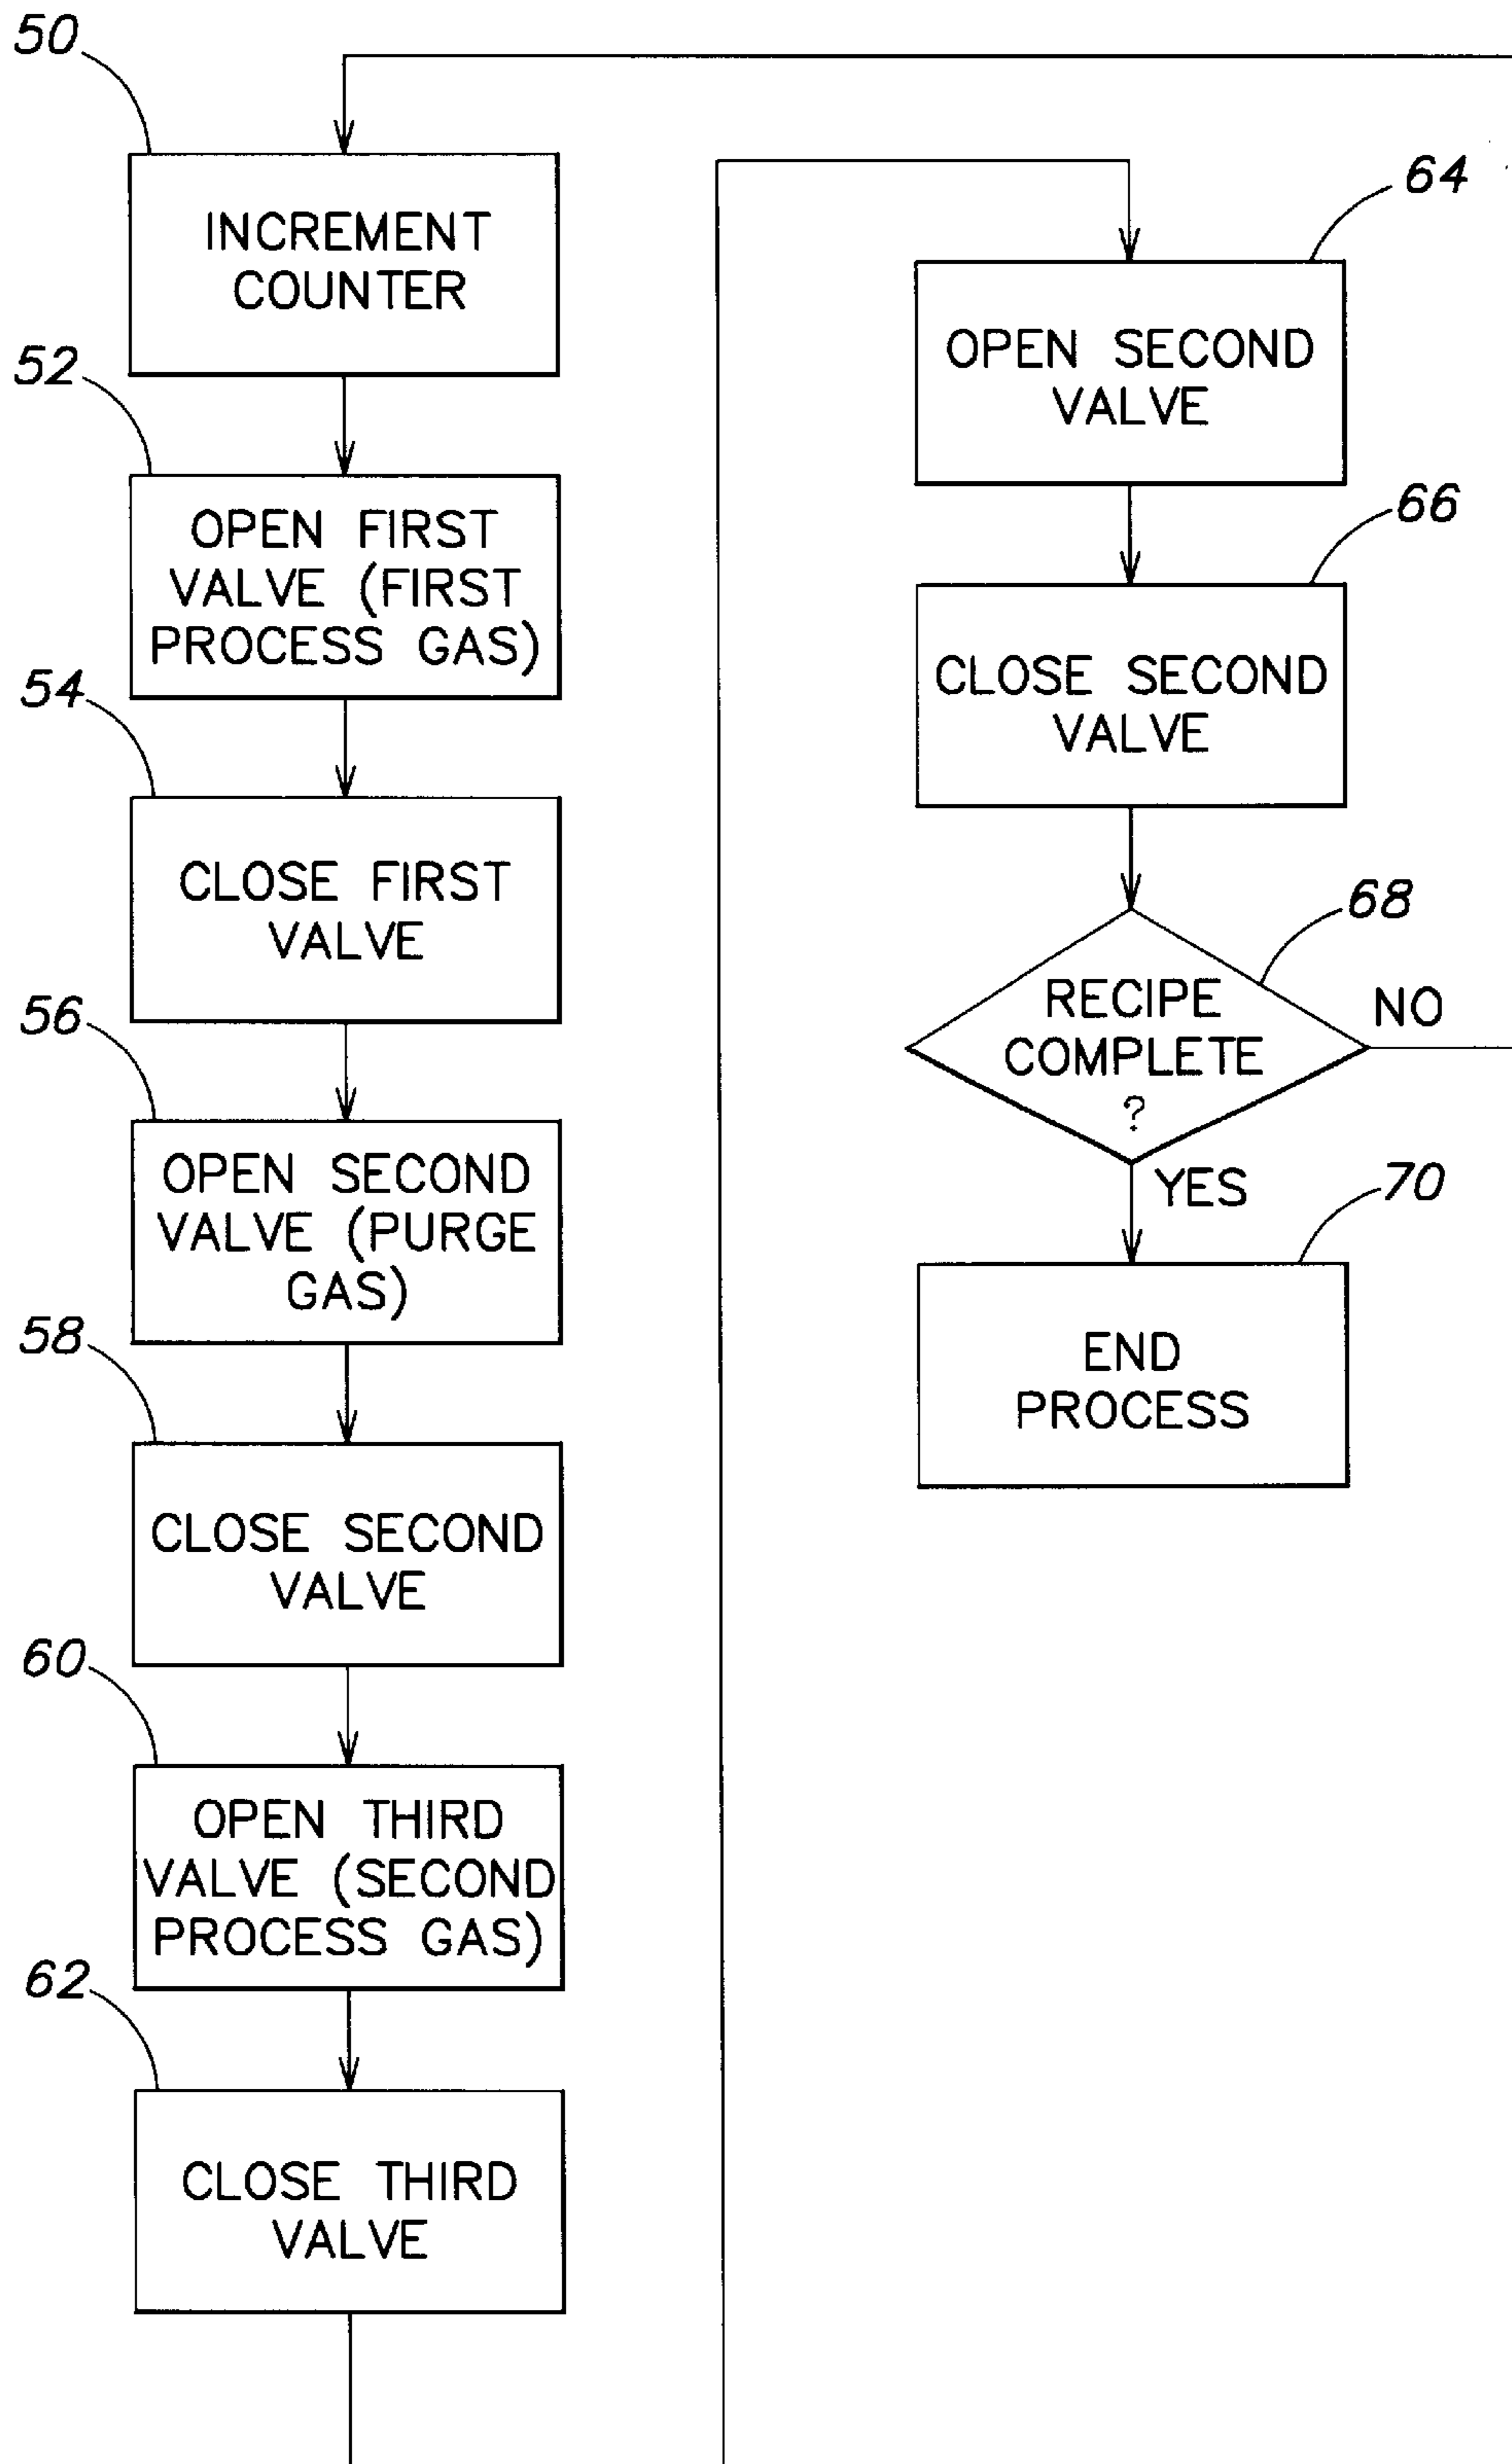 50
INCREMENT
COUNTER
52
OPEN FIRST
VALVE (FIRST
PROCESS GAS)
54
CLOSE FIRST
VALVE
56
OPEN SECOND
VALVE (PURGE
GAS)
58
CLOSE SECOND
VALVE
60
OPEN THIRD
VALVE (SECOND
PROCESS GAS)
62
CLOSE THIRD
VALVE
64
OPEN SECOND
VALVE
66
CLOSE SECOND
VALVE
68
RECIPE
COMPLETE
?
NO
YES
70
END
PROCESS